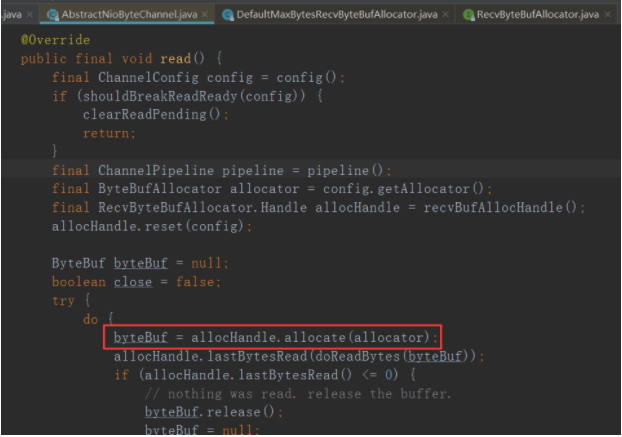 .java × AbstractNioByteChannel.java × DefaultMaxBytesRecvByteBufAllocator.java × RecvByteBufAllocator.java ×
@Override
public final void read() {
final ChannelConfig config = config();
if (shouldBreakReadReady(config)) {
clearReadPending();
return;
}
final ChannelPipeline pipeline = pipeline();
final ByteBufAllocator allocator = config.getAllocator();
final RecvByteBufAllocator.Handle allocHandle = recvBufAllocHandle();
allocHandle.reset(config);
ByteBuf byteBuf = null;
boolean close = false;
try {
do {
byteBuf = allocHandle.allocate(allocator);
allocHandle.lastBytesRead(doReadBytes(byteBuf));
if (allocHandle.lastBytesRead() <= 0) {
// nothing was read. release the buffer.
byteBuf.release();
byteBuf = null;